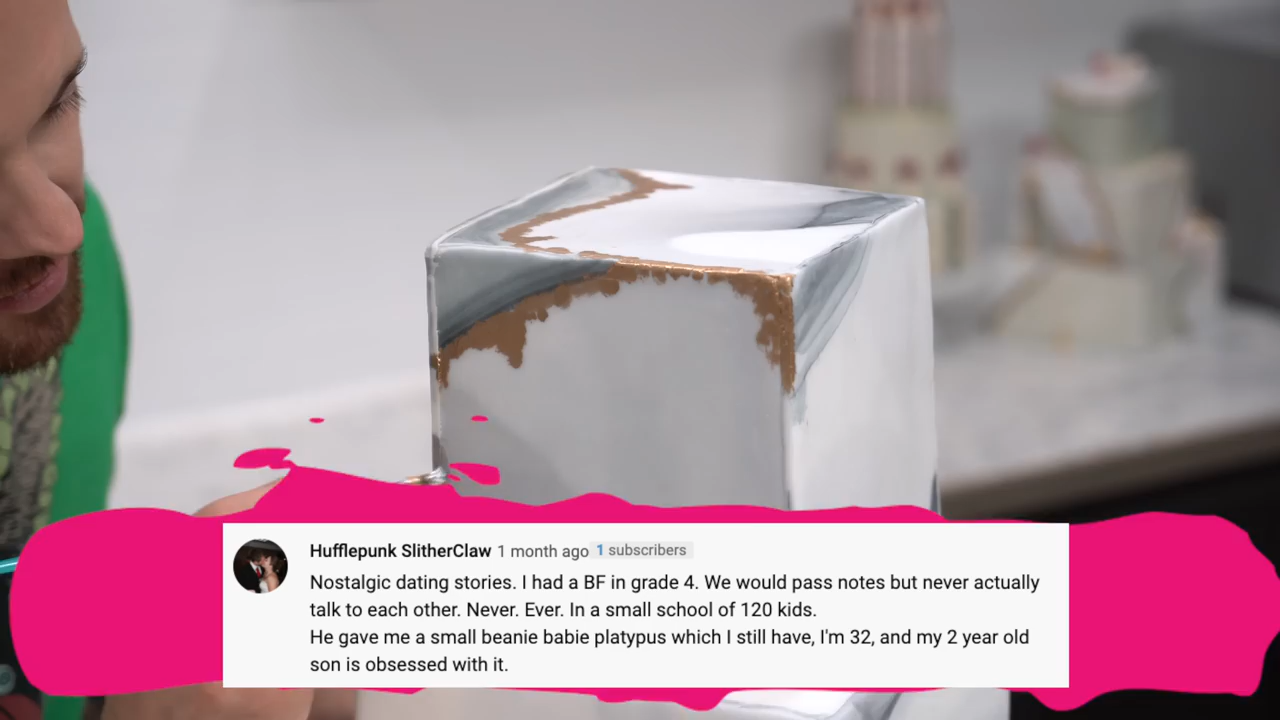 Hufflepunk SlitherClaw 1 month ago 1 subscribers
Nostalgic dating stories. I had a BF in grade 4. We would pass notes but never actually
talk to each other. Never. Ever. In a small school of 120 kids.
He gave me a small beanie babie platypus which I still have, I'm 32, and my 2 year old
son is obsessed with it.